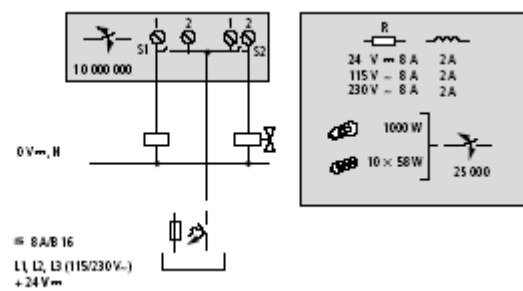 1 2 1 2
S1 S2
10 000 000
0 V⎓, N
≤ 8 A/B 16
L1, L2, L3 (115/230 V~)
+ 24 V⎓
R
24 V⎓ 8 A 2 A
115 V ~ 8 A 2 A
230 V ~ 8 A 2 A
1000 W
10 × 58 W
25 000